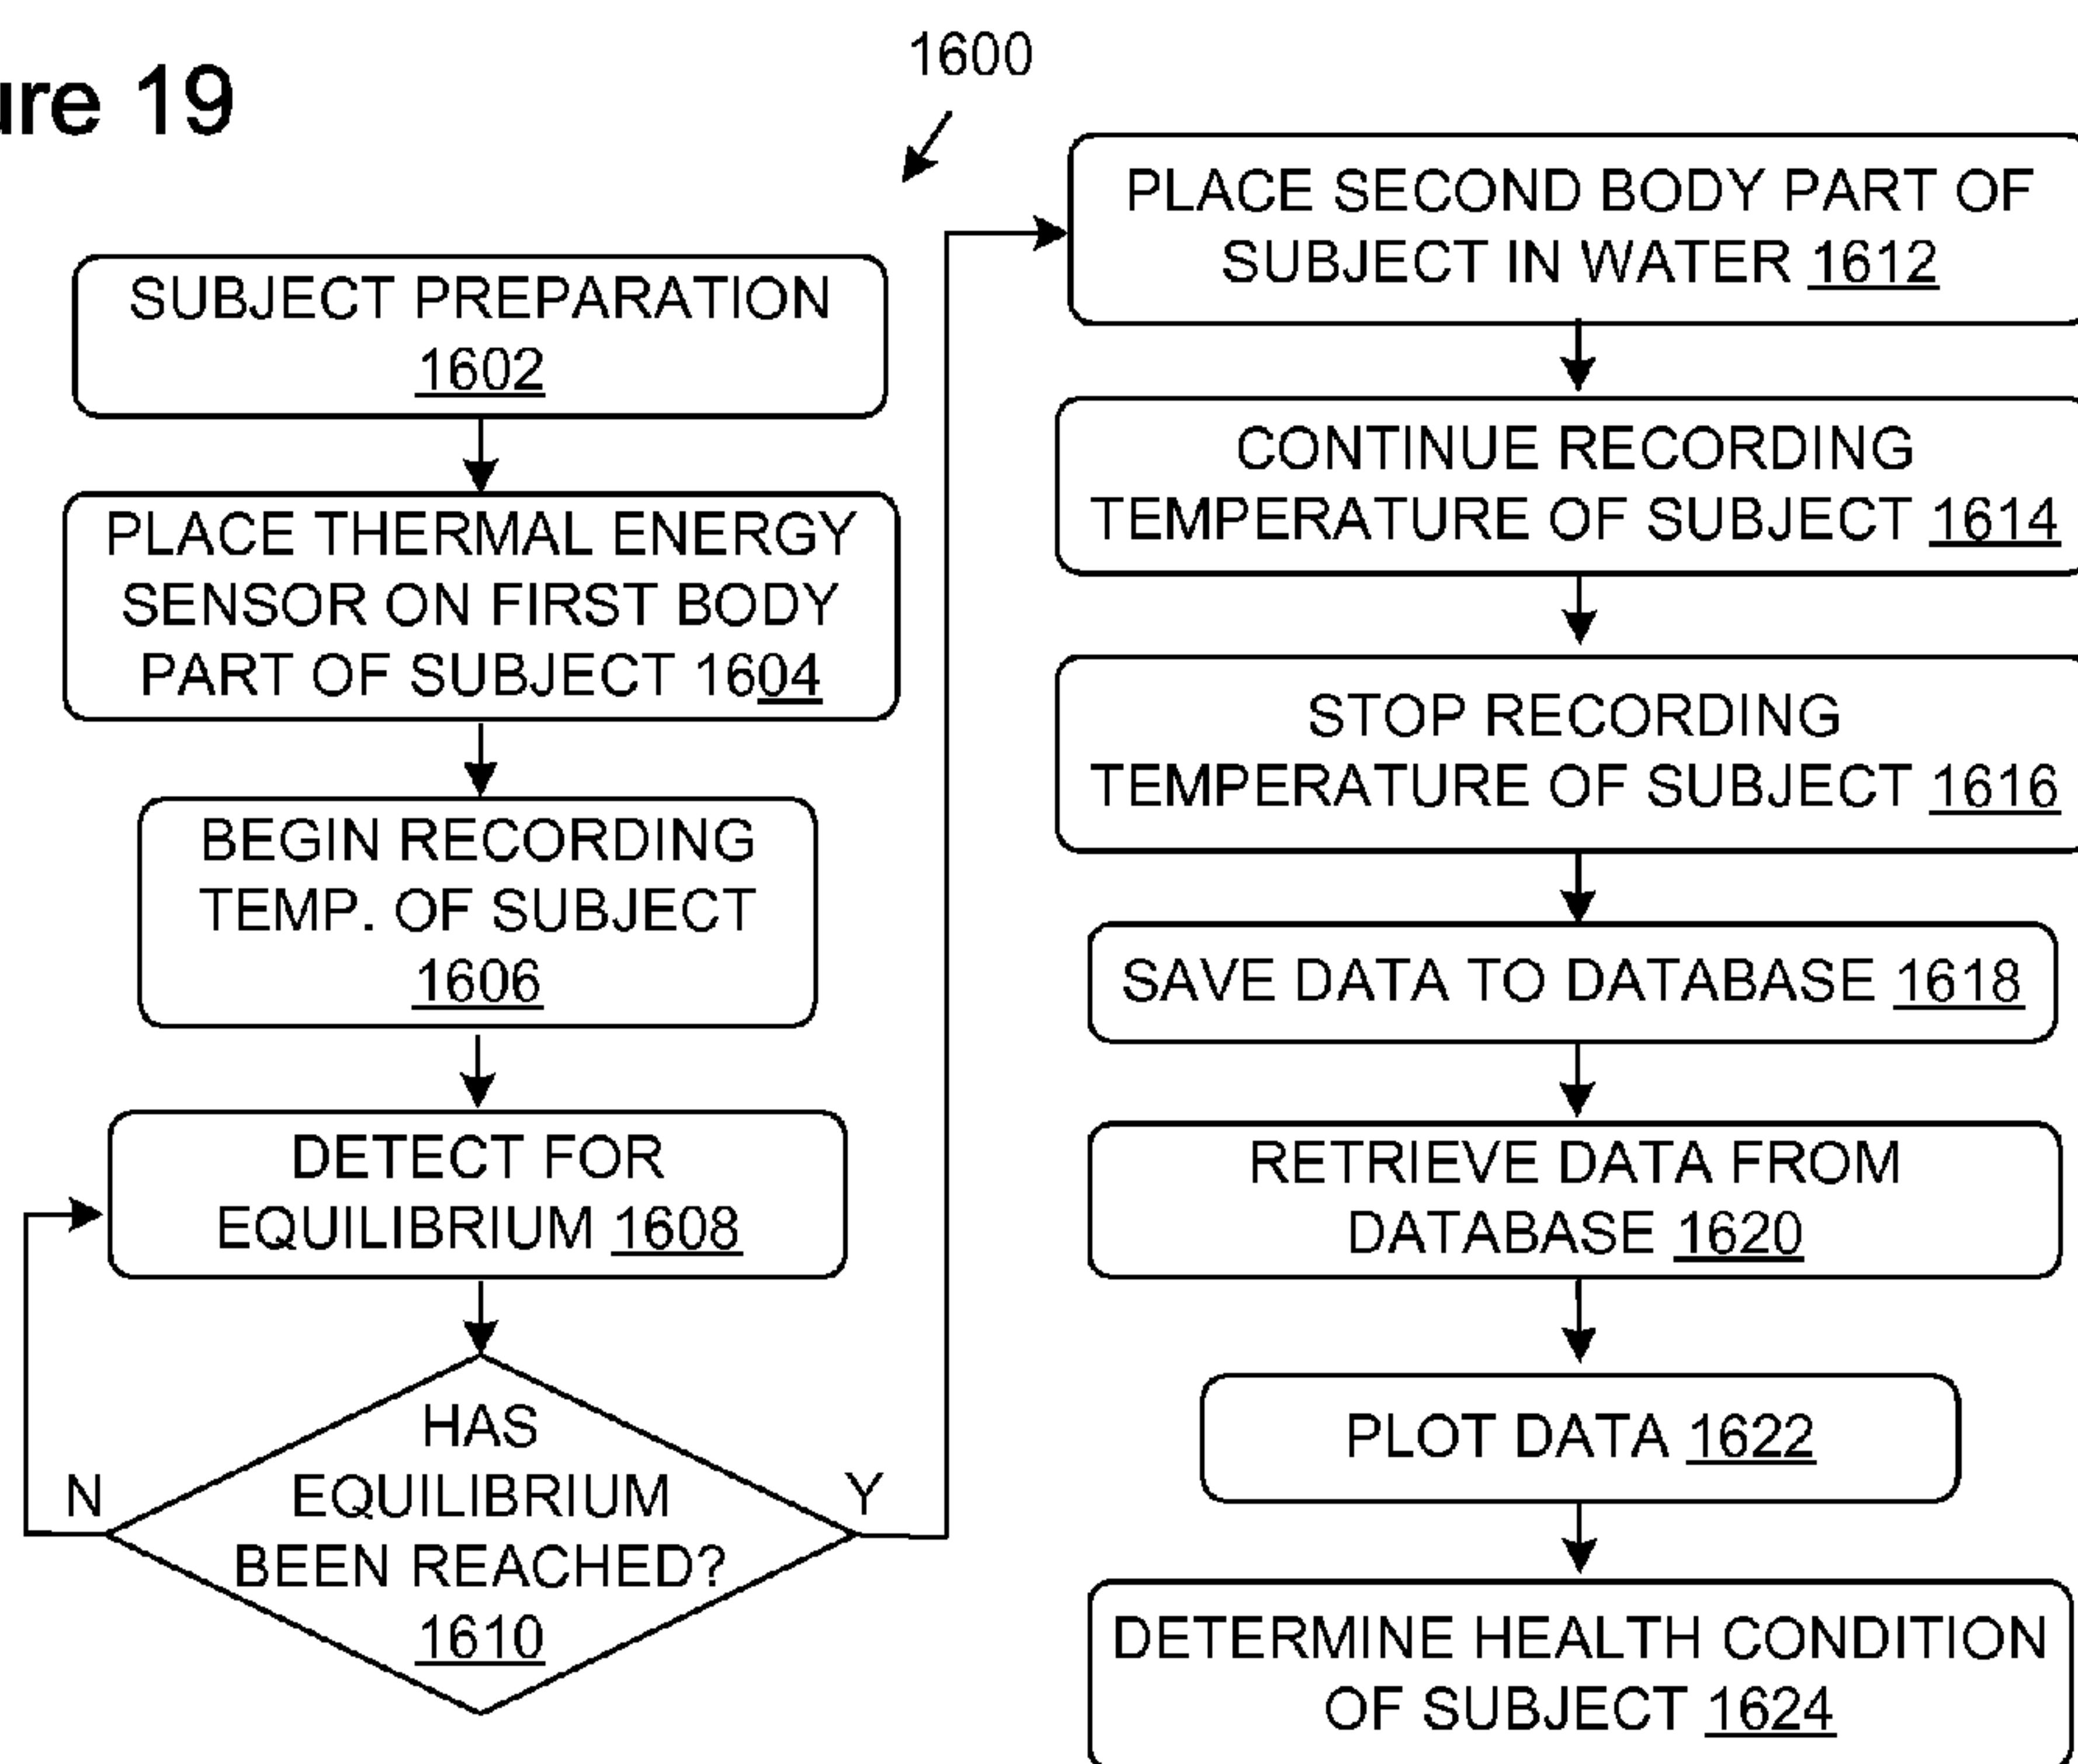 ure 19
1600
SUBJECT PREPARATION
1602
PLACE THERMAL ENERGY
SENSOR ON FIRST BODY
PART OF SUBJECT 1604
BEGIN RECORDING
TEMP. OF SUBJECT
1606
DETECT FOR
EQUILIBRIUM 1608
HAS
EQUILIBRIUM
BEEN REACHED?
1610
N
Y
PLACE SECOND BODY PART OF
SUBJECT IN WATER 1612
CONTINUE RECORDING
TEMPERATURE OF SUBJECT 1614
STOP RECORDING
TEMPERATURE OF SUBJECT 1616
SAVE DATA TO DATABASE 1618
RETRIEVE DATA FROM
DATABASE 1620
PLOT DATA 1622
DETERMINE HEALTH CONDITION
OF SUBJECT 1624